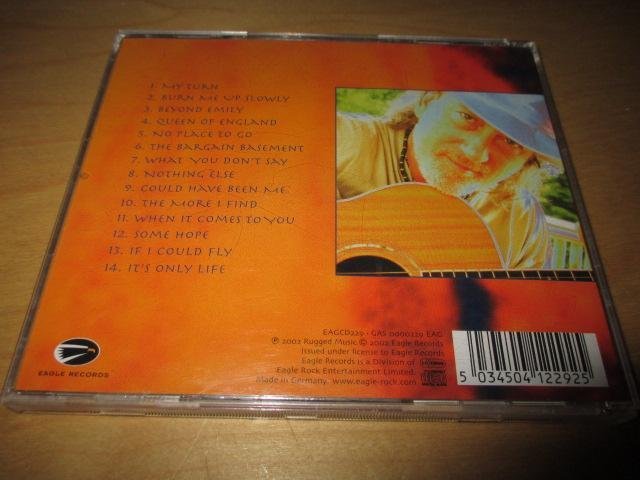 1. MY TURN
2. BURN ME UP SLOWLY
3. BEYOND EMILY
4. QUEEN OF ENGLAND
5. NO PLACE TO GO
6. THE BARGAIN BASEMENT
7. WHAT YOU DON'T SAY
8. NOTHING ELSE
9. COULD HAVE BEEN ME
10. THE MORE I FIND
11. WHEN IT COMES TO YOU
12. SOME HOPE
13. IF I COULD FLY
14. IT'S ONLY LIFE
EAGLE RECORDS
EAGCD229 · GAS 0000229 EAG
℗ 2002 Rugged Music © 2002 Eagle Records
Issued under license to Eagle Records
Eagle Records is a Division of
Eagle Rock Entertainment Limited.
Made in Germany. www.eagle-rock.com
5 034504 122925